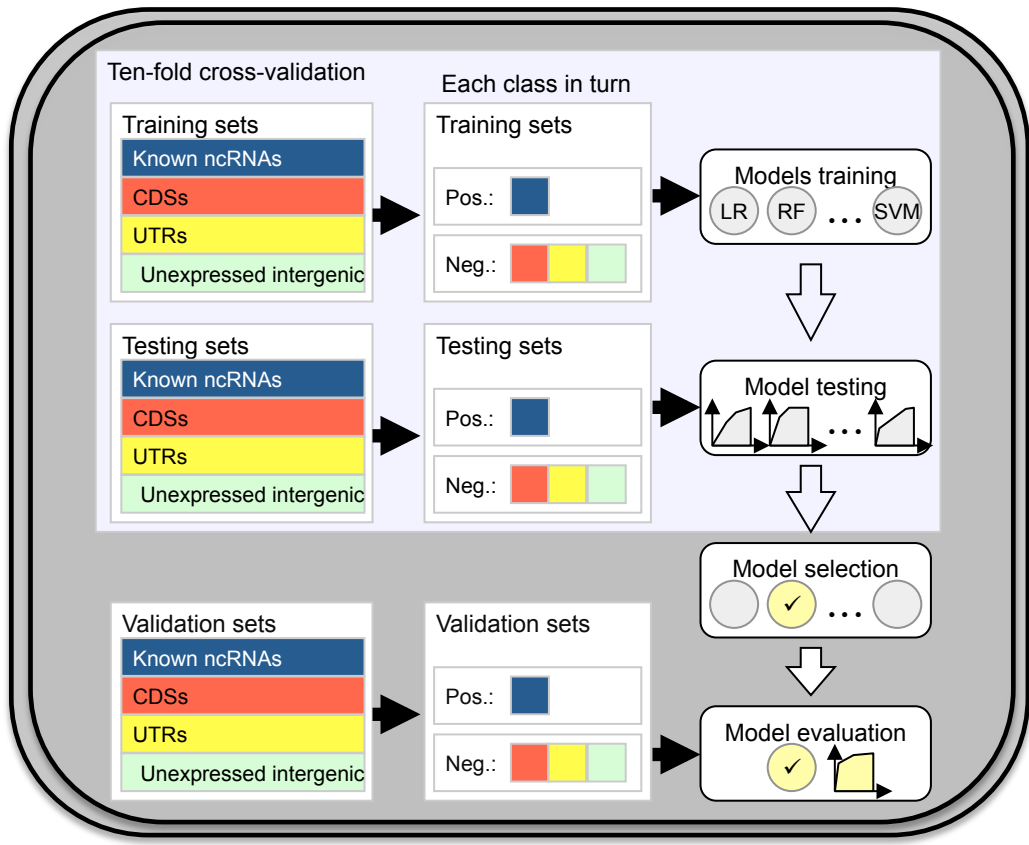 Ten-fold cross-validation
Each class in turn
Training sets
Known ncRNAs
CDSs
UTRs
Unexpressed intergenic
Training sets
Pos.:
Neg.:
Models training
LR RF ... SVM
Testing sets
Known ncRNAs
CDSs
UTRs
Unexpressed intergenic
Testing sets
Pos.:
Neg.:
Model testing
...
Model selection
✓ ...
Validation sets
Known ncRNAs
CDSs
UTRs
Unexpressed intergenic
Validation sets
Pos.:
Neg.:
Model evaluation
✓